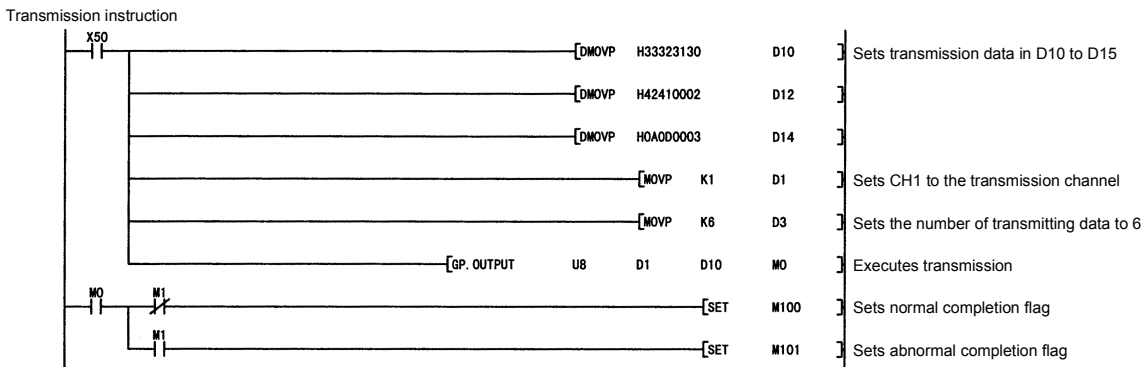 Transmission instruction
X50
DMOVP H33323130 D10 Sets transmission data in D10 to D15
DMOVP H42410002 D12
DMOVP H0A0D0003 D14
MOVP K1 D1 Sets CH1 to the transmission channel
MOVP K6 D3 Sets the number of transmitting data to 6
GP.OUTPUT U8 D1 D10 M0 Executes transmission
M0 M1 SET M100 Sets normal completion flag
M1 SET M101 Sets abnormal completion flag